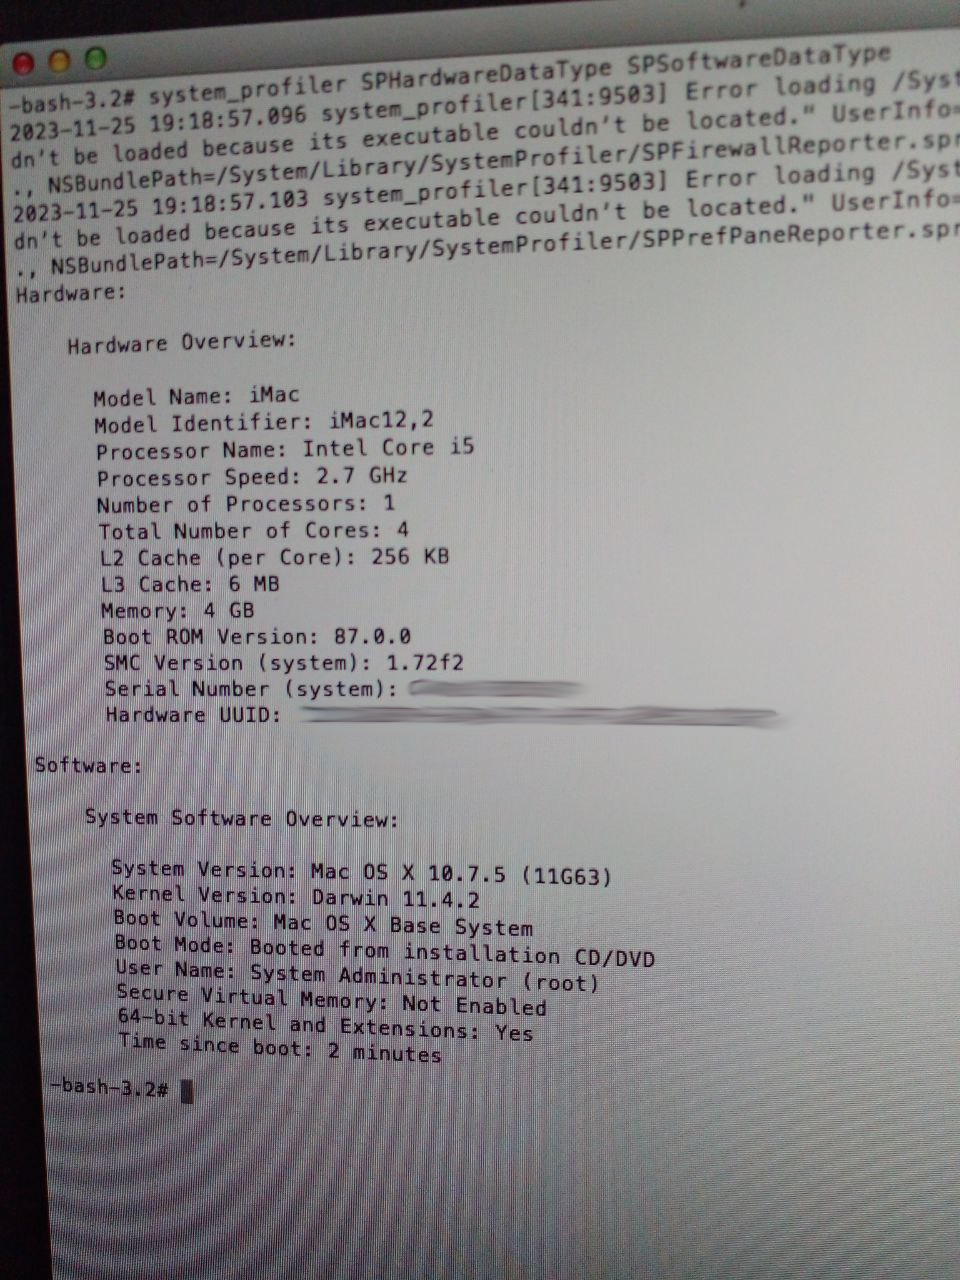 -bash-3.2# system_profiler SPHardwareDataType SPSoftwareDataType
2023-11-25 19:18:57.096 system_profiler[341:9503] Error loading /Syst
dn't be loaded because its executable couldn't be located." UserInfo=
., NSBundlePath=/System/Library/SystemProfiler/SPFirewallReporter.spr
2023-11-25 19:18:57.103 system_profiler[341:9503] Error loading /Syst
dn't be loaded because its executable couldn't be located." UserInfo=
., NSBundlePath=/System/Library/SystemProfiler/SPPrefPaneReporter.spr
Hardware:
Hardware Overview:
Model Name: iMac
Model Identifier: iMac12,2
Processor Name: Intel Core i5
Processor Speed: 2.7 GHz
Number of Processors: 1
Total Number of Cores: 4
L2 Cache (per Core): 256 KB
L3 Cache: 6 MB
Memory: 4 GB
Boot ROM Version: 87.0.0
SMC Version (system): 1.72f2
Serial Number (system):
Hardware UUID:
Software:
System Software Overview:
System Version: Mac OS X 10.7.5 (11G63)
Kernel Version: Darwin 11.4.2
Boot Volume: Mac OS X Base System
Boot Mode: Booted from installation CD/DVD
User Name: System Administrator (root)
Secure Virtual Memory: Not Enabled
64-bit Kernel and Extensions: Yes
Time since boot: 2 minutes
-bash-3.2#